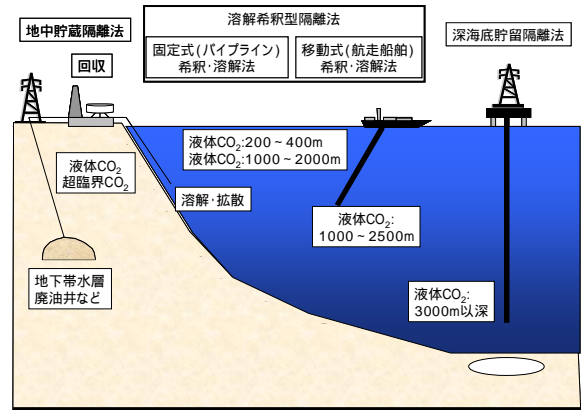 溶解希釈型隔離法
地中貯蔵隔離法
固定式(パイプライン)
希釈・溶解法
移動式(航走船舶)
希釈・溶解法
深海底貯留隔離法
回収
液体CO2:200~400m
液体CO2:1000~2000m
液体CO2
超臨界CO2
溶解・拡散
液体CO2:
1000~2500m
地下帯水層
廃油井など
液体CO2:
3000m以深